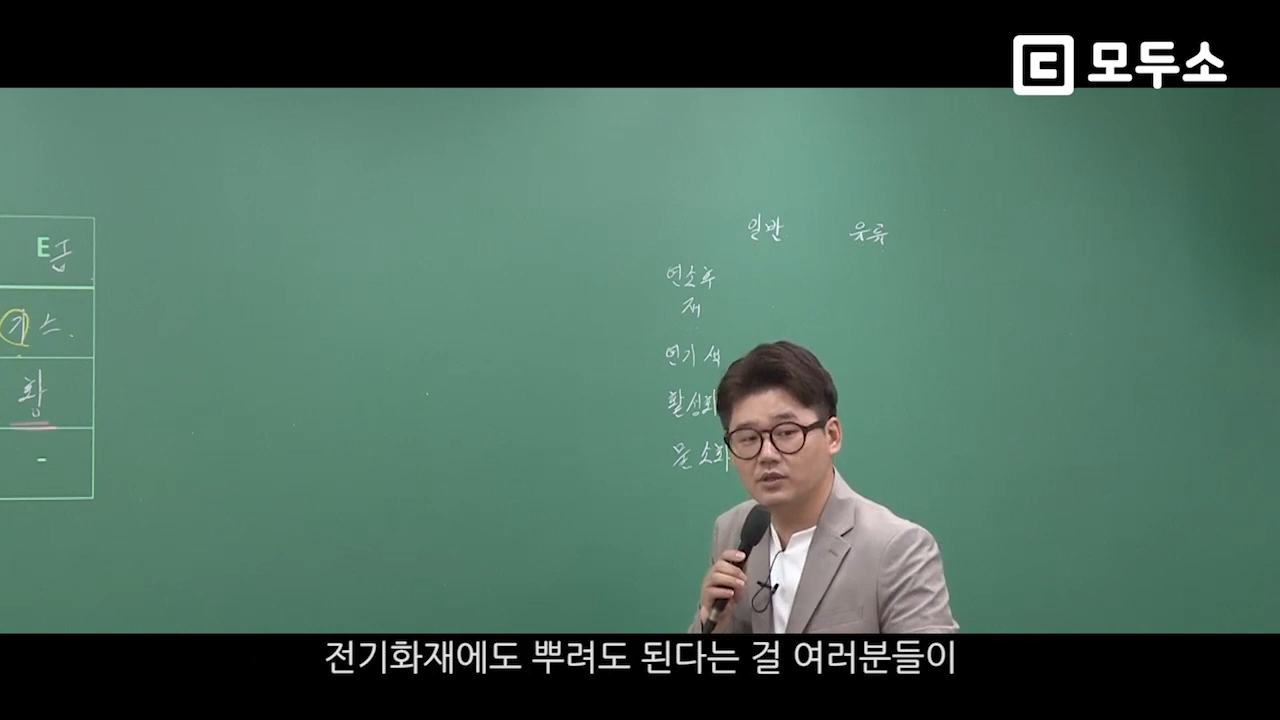 모두소
일반 유류
E급
연소후
재
가스.
연기 색
황
활성화
물 소화
-
전기화재에도 뿌려도 된다는 걸 여러분들이